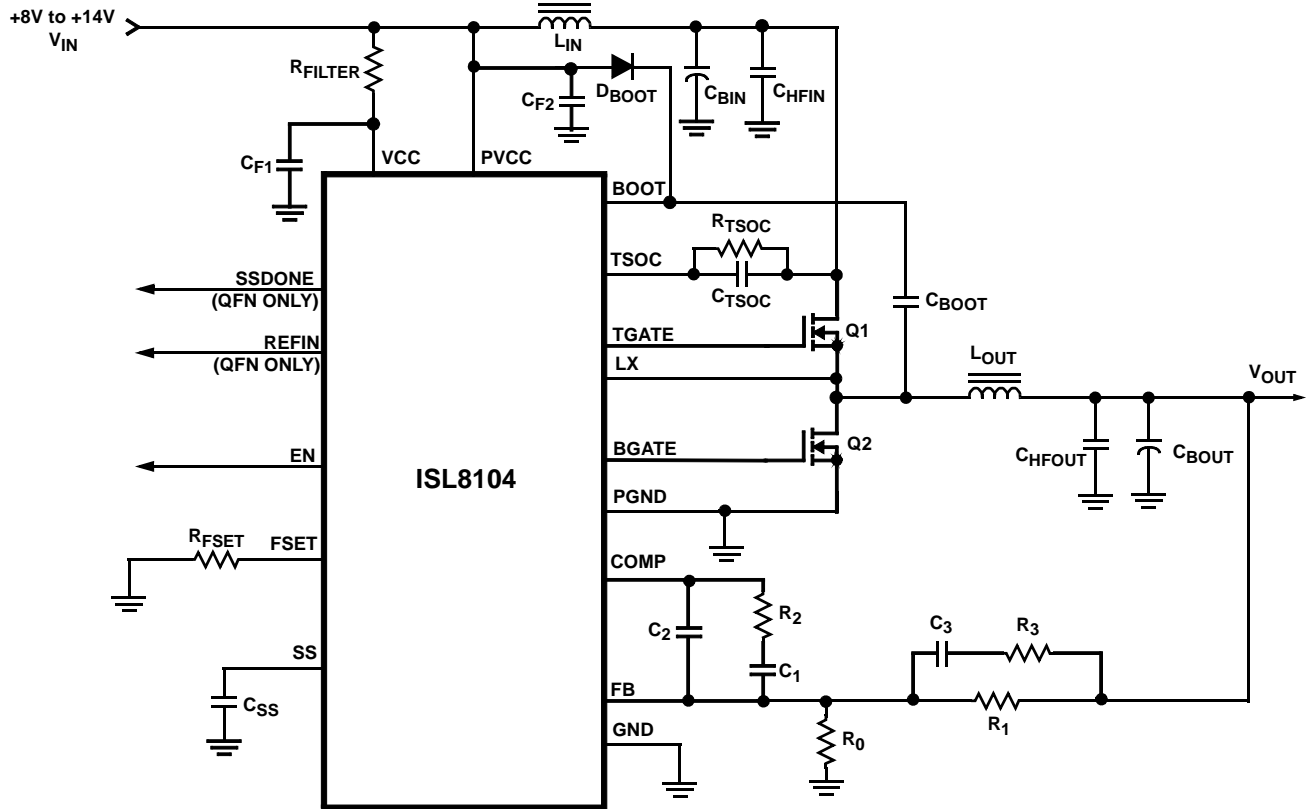 +8V to +14V
VIN
LIN
RFILTER
DBOOT
CBIN
CHFIN
CF2
CF1
VCC
PVCC
BOOT
RTSOC
TSOC
CTSOC
SSDONE
(QFN ONLY)
CBOOT
TGATE
Q1
REFIN
(QFN ONLY)
LX
LOUT
VOUT
Q2
BGATE
CHFOUT
CBOUT
EN
ISL8104
PGND
RFSET
FSET
COMP
R2
C2
C3
R3
SS
C1
FB
CSS
R1
GND
R0